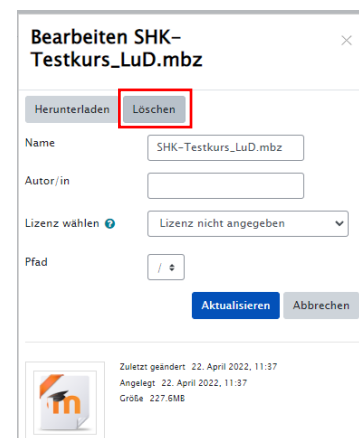 Bearbeiten SHK-
Testkurs_LuD.mbz
Herunterladen Löschen
Name SHK-Testkurs_LuD.mbz
Autor/in
Lizenz wählen Lizenz nicht angegeben
Pfad /
Aktualisieren Abbrechen
Zuletzt geändert 22. April 2022, 11:37
Angelegt 22. April 2022, 11:37
Größe 227.6MB